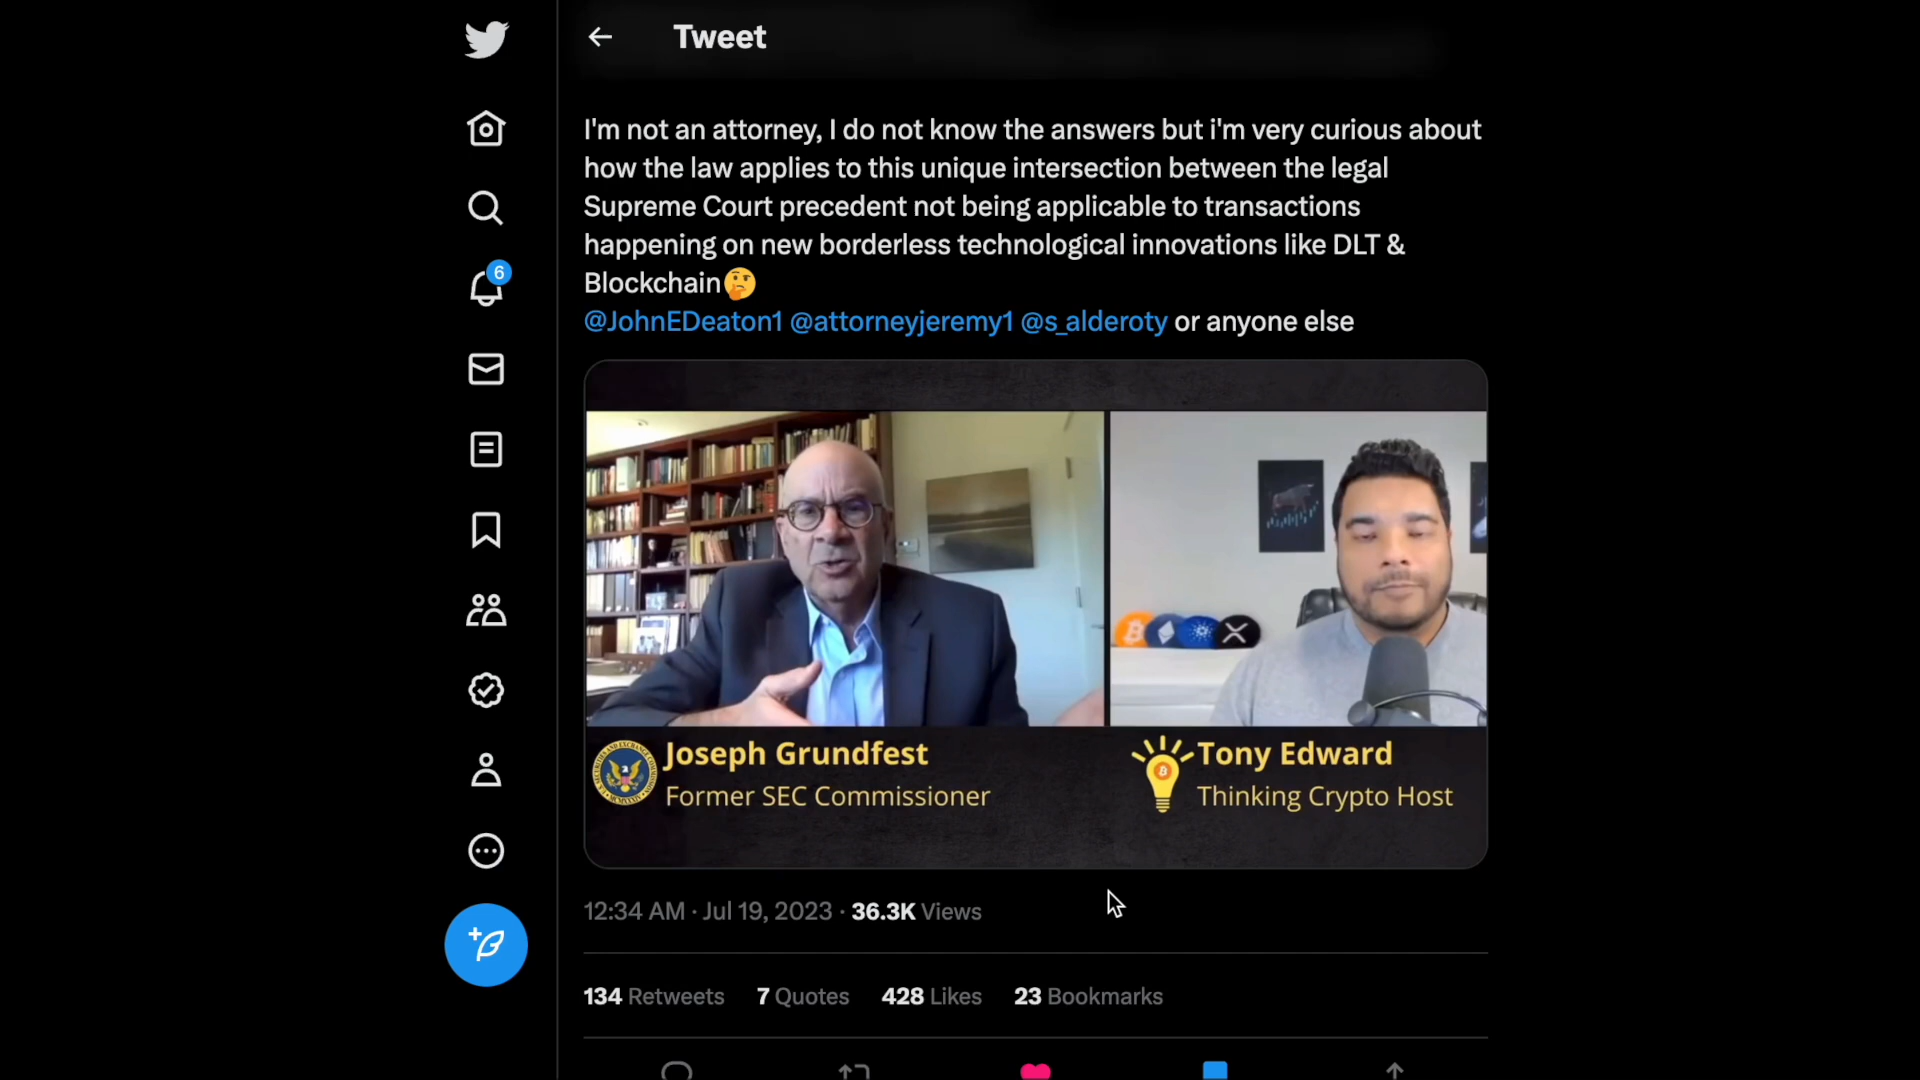 Tweet
I'm not an attorney, I do not know the answers but i'm very curious about
how the law applies to this unique intersection between the legal
Supreme Court precedent not being applicable to transactions
happening on new borderless technological innovations like DLT &
Blockchain🤔
@JohnEDeaton1 @attorneyjeremy1 @s_alderoty or anyone else
6
Joseph Grundfest
Former SEC Commissioner
Tony Edward
Thinking Crypto Host
12:34 AM · Jul 19, 2023 · 36.3K Views
134 Retweets 7 Quotes 428 Likes 23 Bookmarks